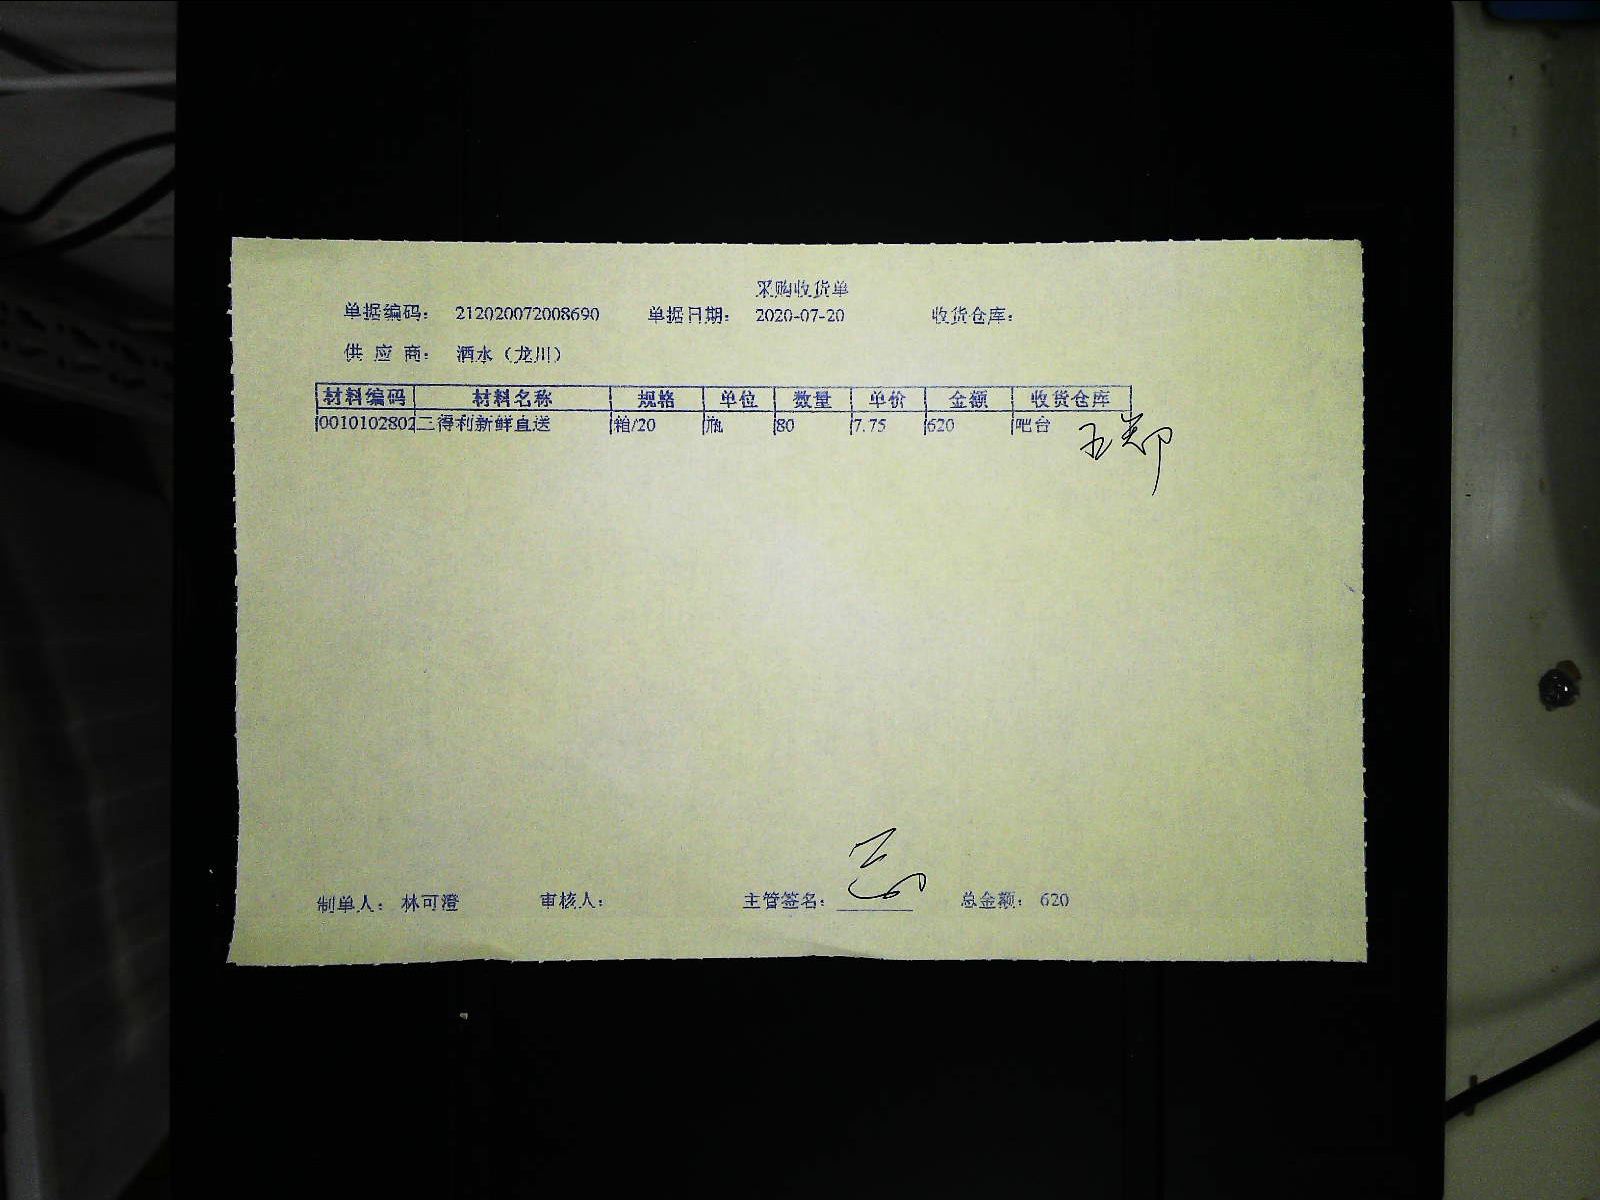 采购收货单
单据编码： 212020072008690 单据日期： 2020-07-20 收货仓库：
供 应 商： 酒水（龙川）
材料编码 材料名称 规格 单位 数量 单价 金额 收货仓库
0010102802 三得利新鲜直送 箱/20 瓶 80 7.75 620 吧台
制单人： 林可澄 审核人： 主管签名： 总金额： 620